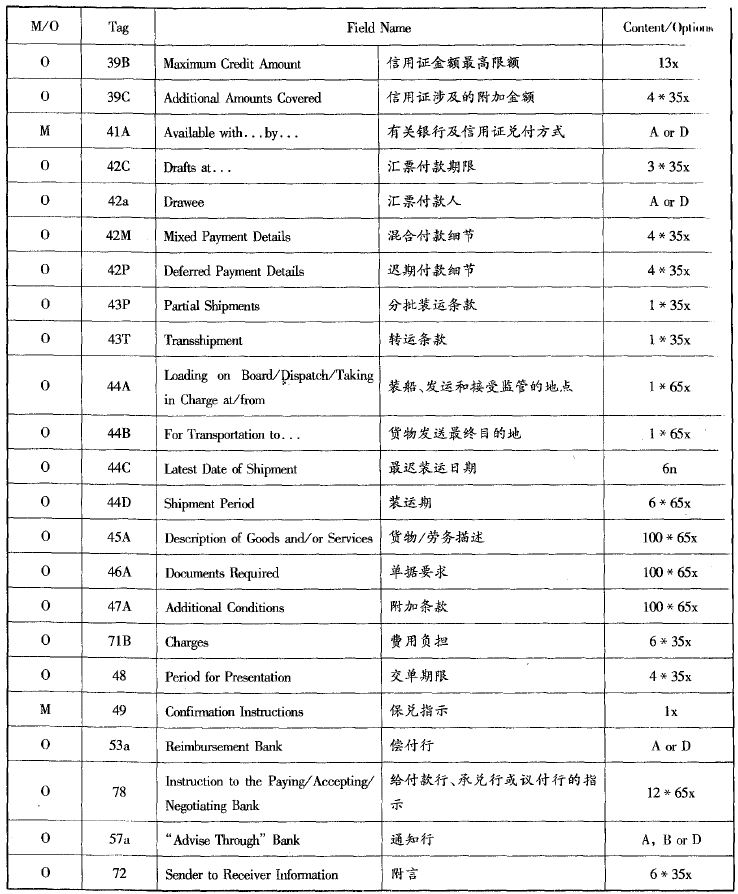 M/O Tag Field Name Content/Options
O 39B Maximum Credit Amount 信用证金额最高限额 13x
O 39C Additional Amounts Covered 信用证涉及的附加金额 4 * 35x
M 41A Available with...by... 有关银行及信用证兑付方式 A or D
O 42C Drafts at... 汇票付款期限 3 * 35x
O 42a Drawee 汇票付款人 A or D
O 42M Mixed Payment Details 混合付款细节 4 * 35x
O 42P Deferred Payment Details 迟期付款细节 4 * 35x
O 43P Partial Shipments 分批装运条款 1 * 35x
O 43T Transshipment 转运条款 1 * 35x
O 44A Loading on Board/Dispatch/Taking
in Charge at/from 装船、发运和接受监管的地点 1 * 65x
O 44B For Transportation to... 货物发送最终目的地 1 * 65x
O 44C Latest Date of Shipment 最迟装运日期 6n
O 44D Shipment Period 装运期 6 * 65x
O 45A Description of Goods and/or Services 货物/劳务描述 100 * 65x
O 46A Documents Required 单据要求 100 * 65x
O 47A Additional Conditions 附加条款 100 * 65x
O 71B Charges 费用负担 6 * 35x
O 48 Period for Presentation 交单期限 4 * 35x
M 49 Confirmation Instructions 保兑指示 1x
O 53a Reimbursement Bank 偿付行 A or D
O 78 Instruction to the Paying/Accepting/
Negotiating Bank 给付款行、承兑行或议付行的指
示 12 * 65x
O 57a “Advise Through” Bank 通知行 A, B or D
O 72 Sender to Receiver Information 附言 6 * 35x